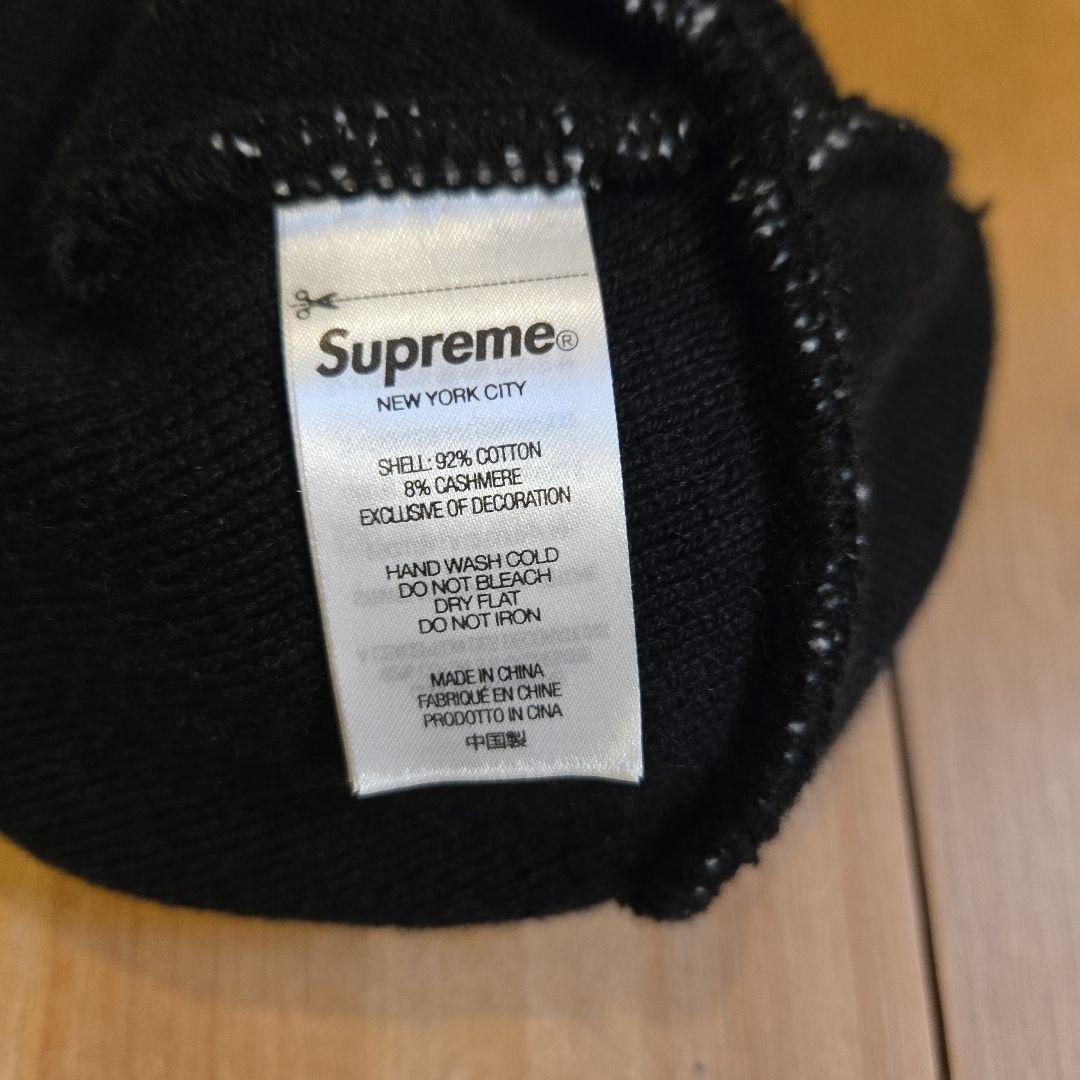 Supreme®
NEW YORK CITY
SHELL: 92% COTTON
8% CASHMERE
EXCLUSIVE OF DECORATION
HAND WASH COLD
DO NOT BLEACH
DRY FLAT
DO NOT IRON
MADE IN CHINA
FABRIQUÉ EN CHINE
PRODOTTO IN CINA
中国製